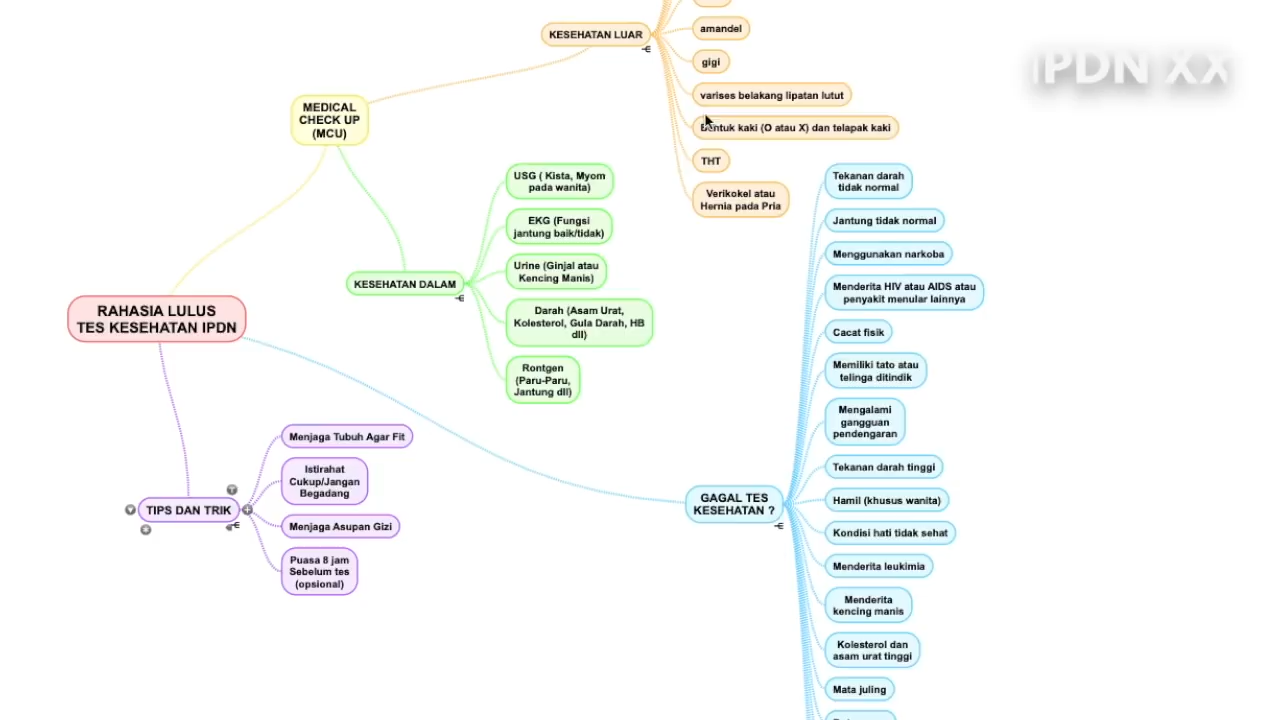 KESEHATAN LUAR
amandel
gigi
varises belakang lipatan lutut
Bentuk kaki (O atau X) dan telapak kaki
THT
Verikokel atau
Hernia pada Pria
IPDN XX
MEDICAL
CHECK UP
(MCU)
USG ( Kista, Myom
pada wanita)
EKG (Fungsi
jantung baik/tidak)
Urine (Ginjal atau
Kencing Manis)
KESEHATAN DALAM
Darah (Asam Urat,
Kolesterol, Gula Darah, HB
dll)
Rontgen
(Paru-Paru,
Jantung dll)
RAHASIA LULUS
TES KESEHATAN IPDN
Menjaga Tubuh Agar Fit
Istirahat
Cukup/Jangan
Begadang
TIPS DAN TRIK
Menjaga Asupan Gizi
Puasa 8 jam
Sebelum tes
(opsional)
GAGAL TES
KESEHATAN ?
Tekanan darah
tidak normal
Jantung tidak normal
Menggunakan narkoba
Menderita HIV atau AIDS atau
penyakit menular lainnya
Cacat fisik
Memiliki tato atau
telinga ditindik
Mengalami
gangguan
pendengaran
Tekanan darah tinggi
Hamil (khusus wanita)
Kondisi hati tidak sehat
Menderita leukimia
Menderita
kencing manis
Kolesterol dan
asam urat tinggi
Mata juling